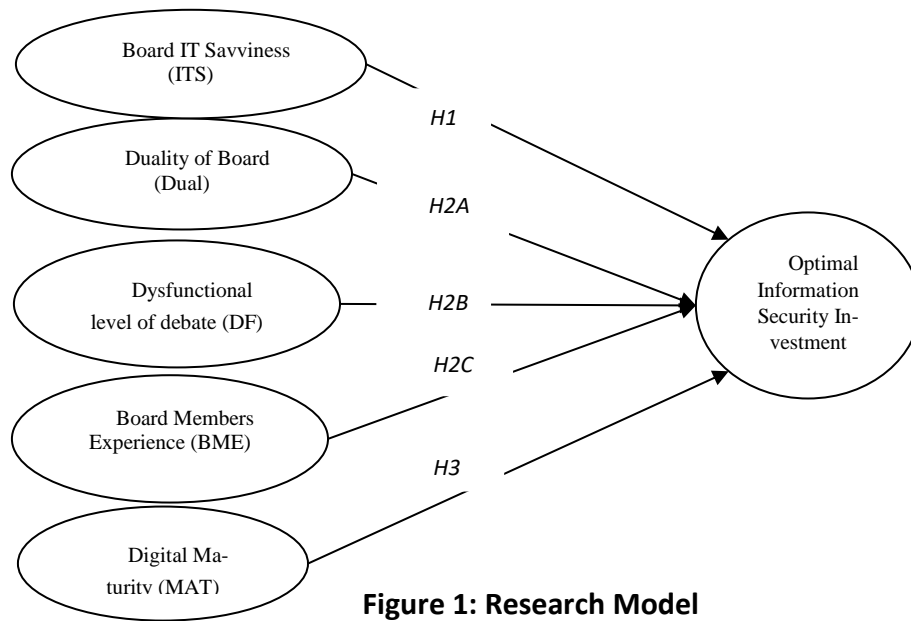 Board IT Savviness
(ITS)
H1
Duality of Board
(Dual)
H2A
Dysfunctional
level of debate (DF)
H2B
Optimal
Information
Security In-
vestment
H2C
Board Members
Experience (BME)
H3
Digital Ma-
turity (MAT)
Figure 1: Research Model